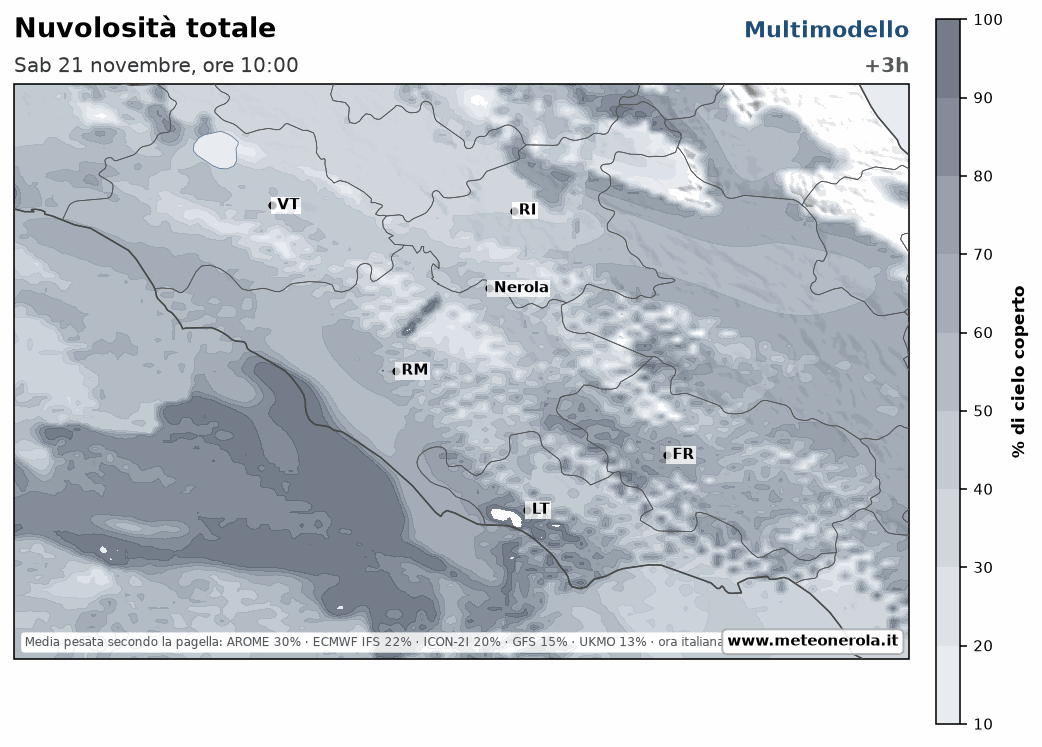 Nuvolosità totale
Multimodello
Sab 21 novembre, ore 10:00
+3h
100
90
80
70
60
50
40
30
20
10
% di cielo coperto
VT
RI
Nerola
RM
FR
LT
Media pesata secondo la pagella: AROME 30% · ECMWF IFS 22% · ICON-2I 20% · GFS 15% · UKMO 13% · ora italiana
www.meteonerola.it